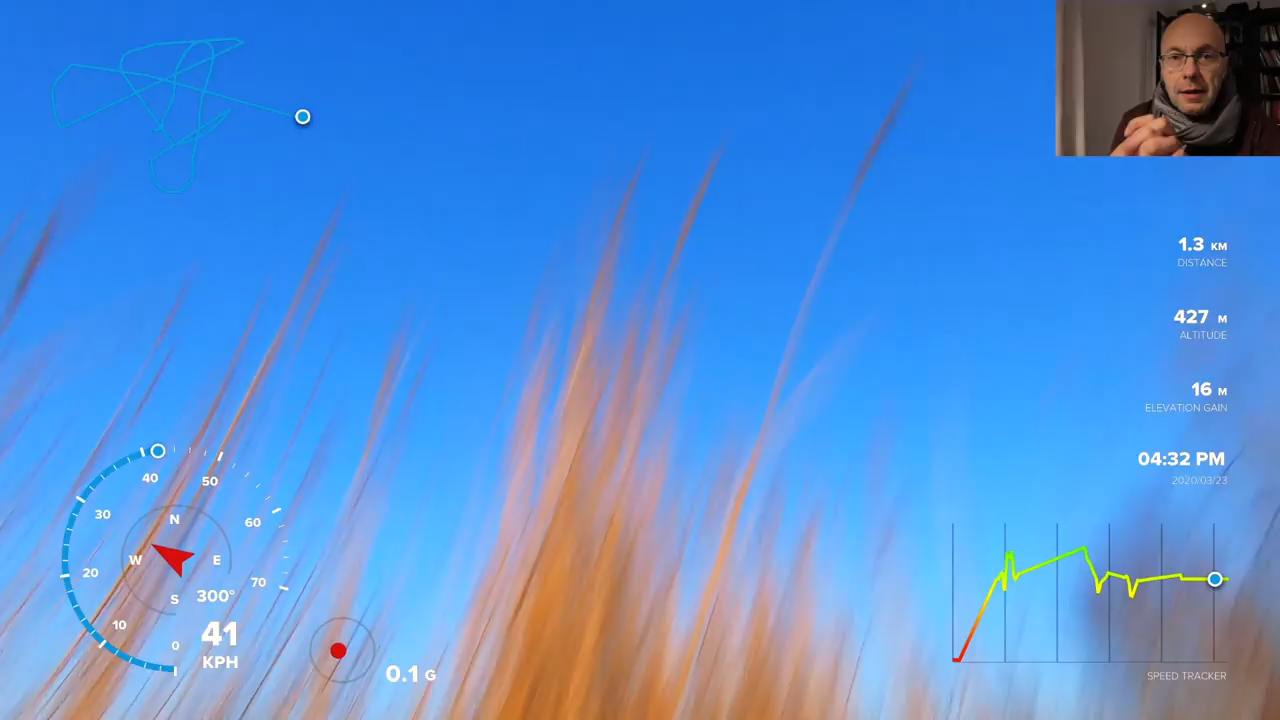 1.3 KM
DISTANCE
427 M
ALTITUDE
16 M
ELEVATION GAIN
04:32 PM
2020/03/23
40
50
30
60
N
W
E
20
70
S
300°
10
0
41
KPH
0.1 G
SPEED TRACKER